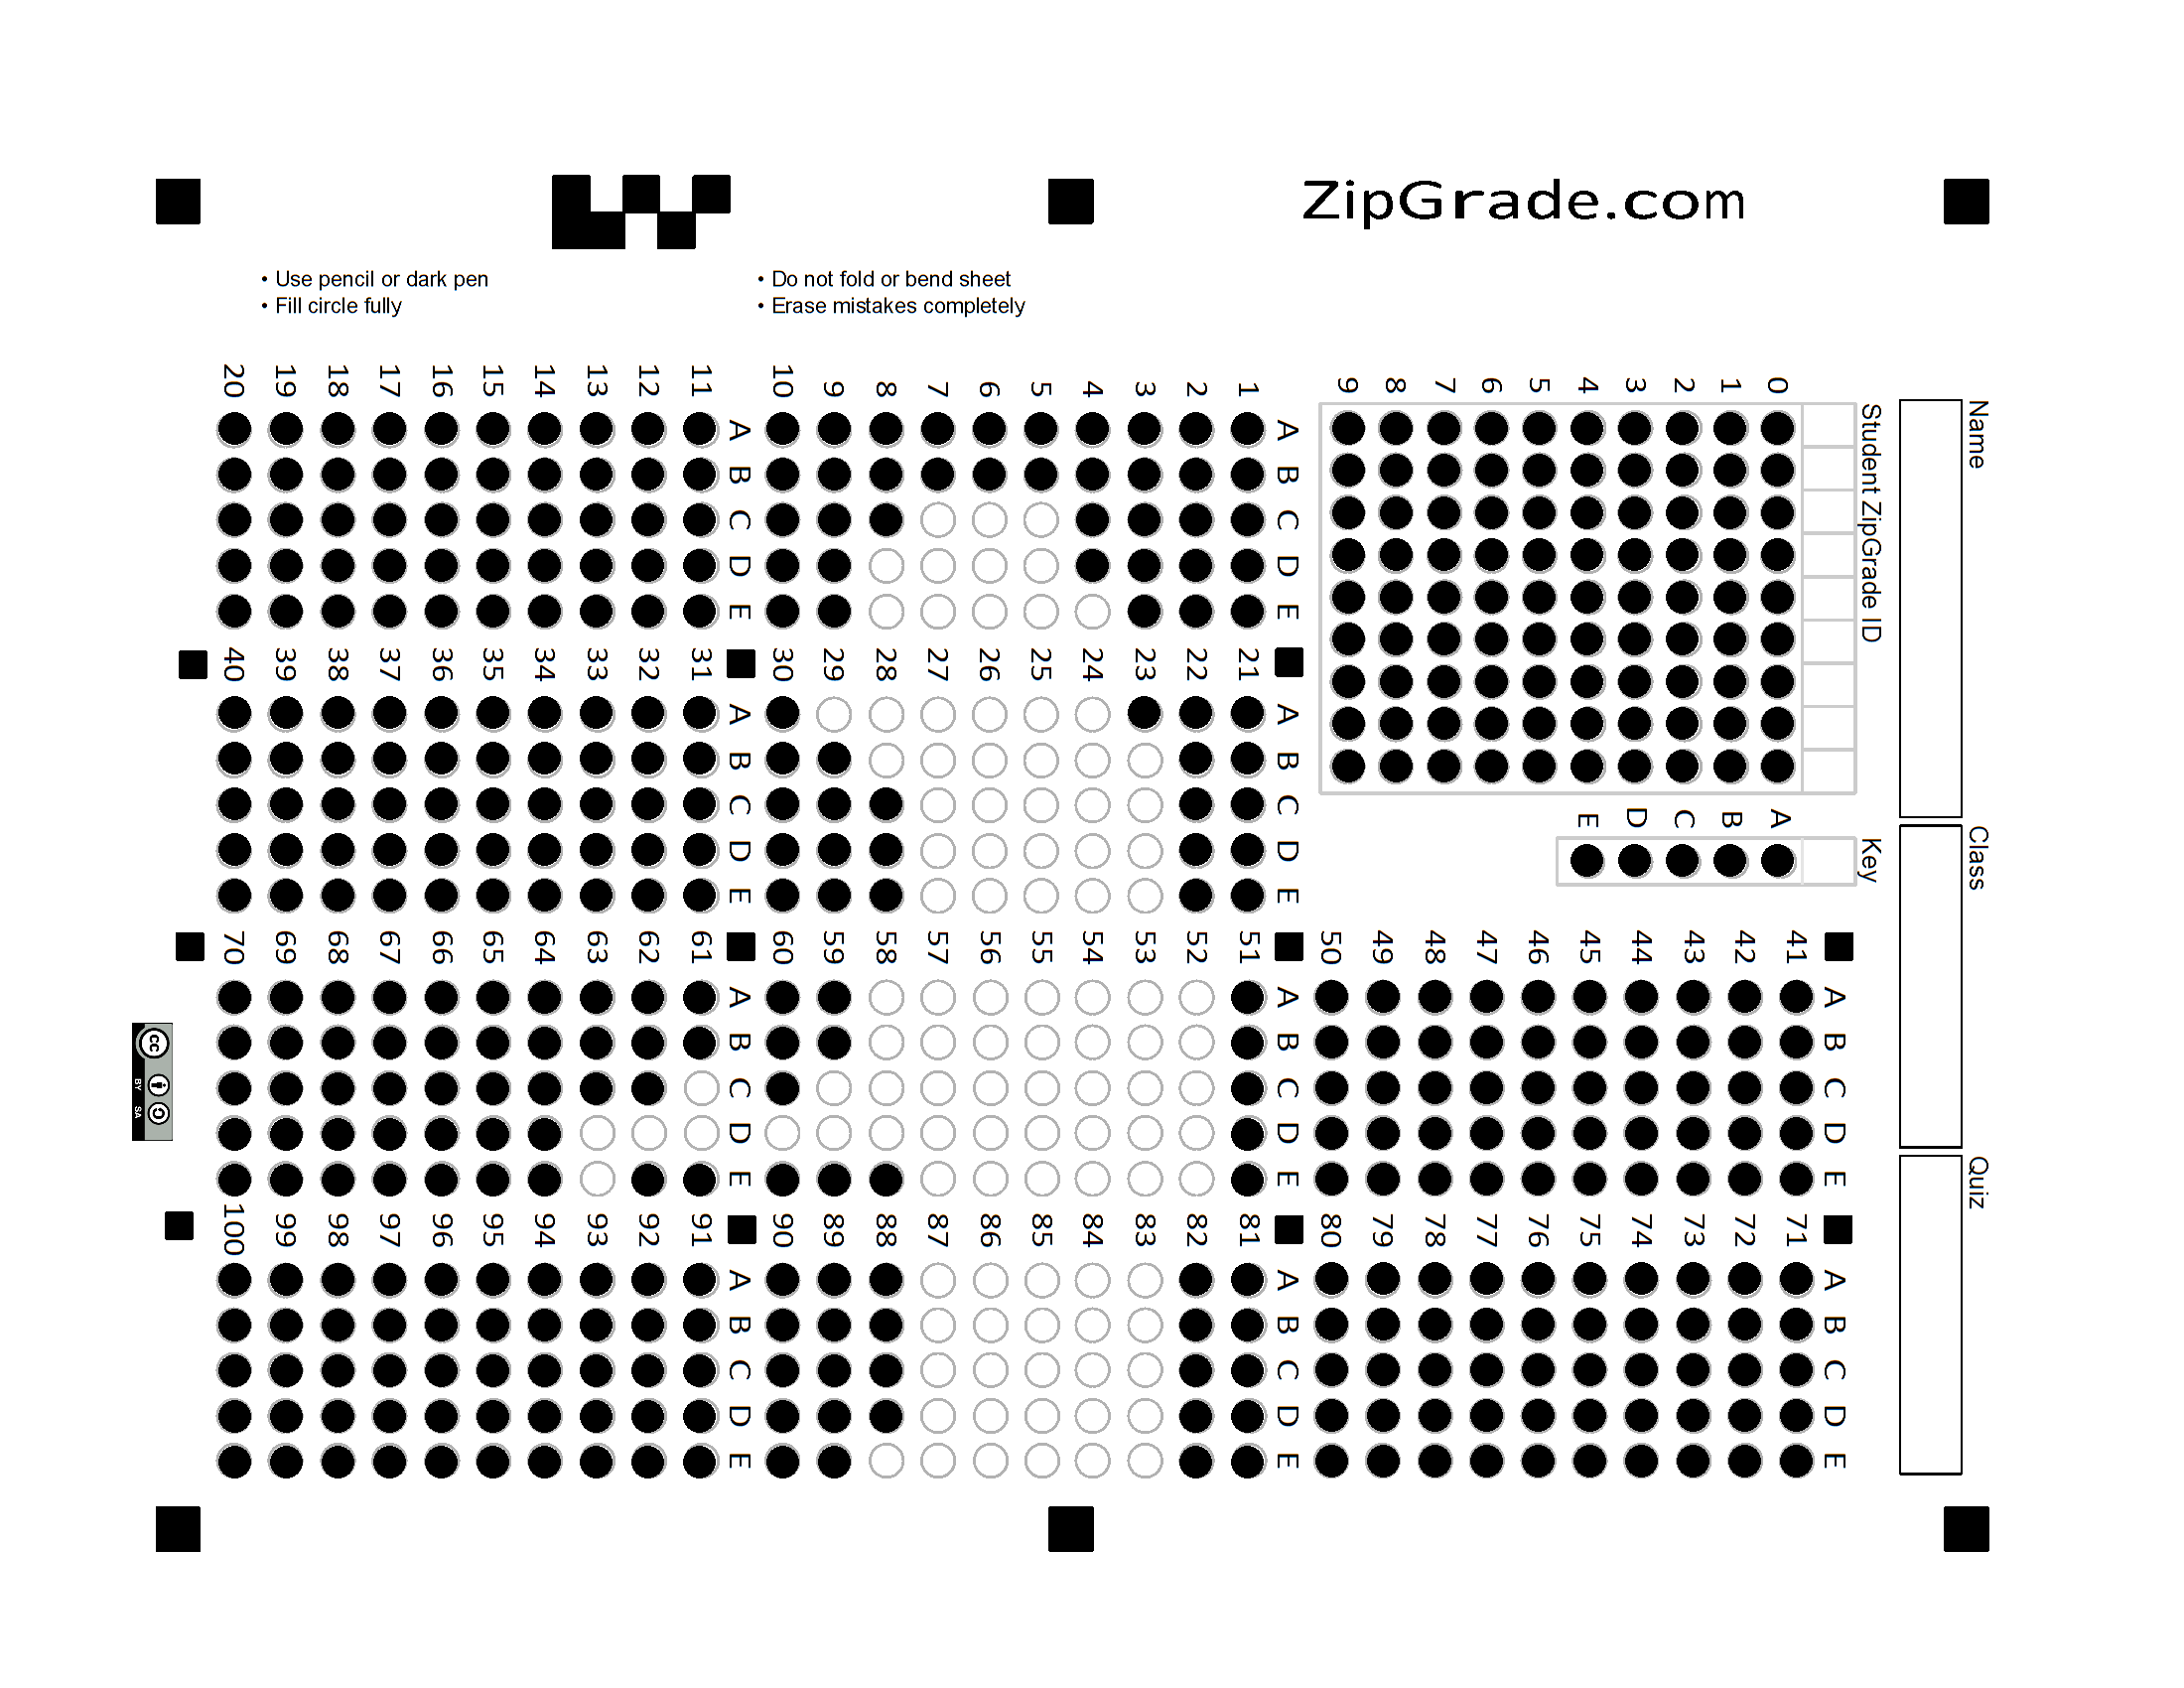 ZipGrade.com
• Use pencil or dark pen
• Fill circle fully
• Do not fold or bend sheet
• Erase mistakes completely
Name
Class
Quiz
Student ZipGrade ID
0 1 2 3 4 5 6 7 8 9
Key
A B C D E
A B C D E
1 2 3 4 5 6 7 8 9 10
A B C D E
11 12 13 14 15 16 17 18 19 20
A B C D E
21 22 23 24 25 26 27 28 29 30
A B C D E
31 32 33 34 35 36 37 38 39 40
A B C D E
41 42 43 44 45 46 47 48 49 50
A B C D E
51 52 53 54 55 56 57 58 59 60
A B C D E
61 62 63 64 65 66 67 68 69 70
A B C D E
71 72 73 74 75 76 77 78 79 80
A B C D E
81 82 83 84 85 86 87 88 89 90
A B C D E
91 92 93 94 95 96 97 98 99 100
cc
BY SA